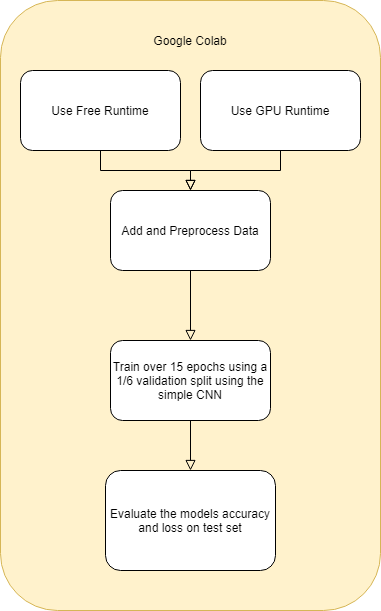 Google Colab
Use Free Runtime
Use GPU Runtime
Add and Preprocess Data
Train over 15 epochs using a
1/6 validation split using the
simple CNN
Evaluate the models accuracy
and loss on test set